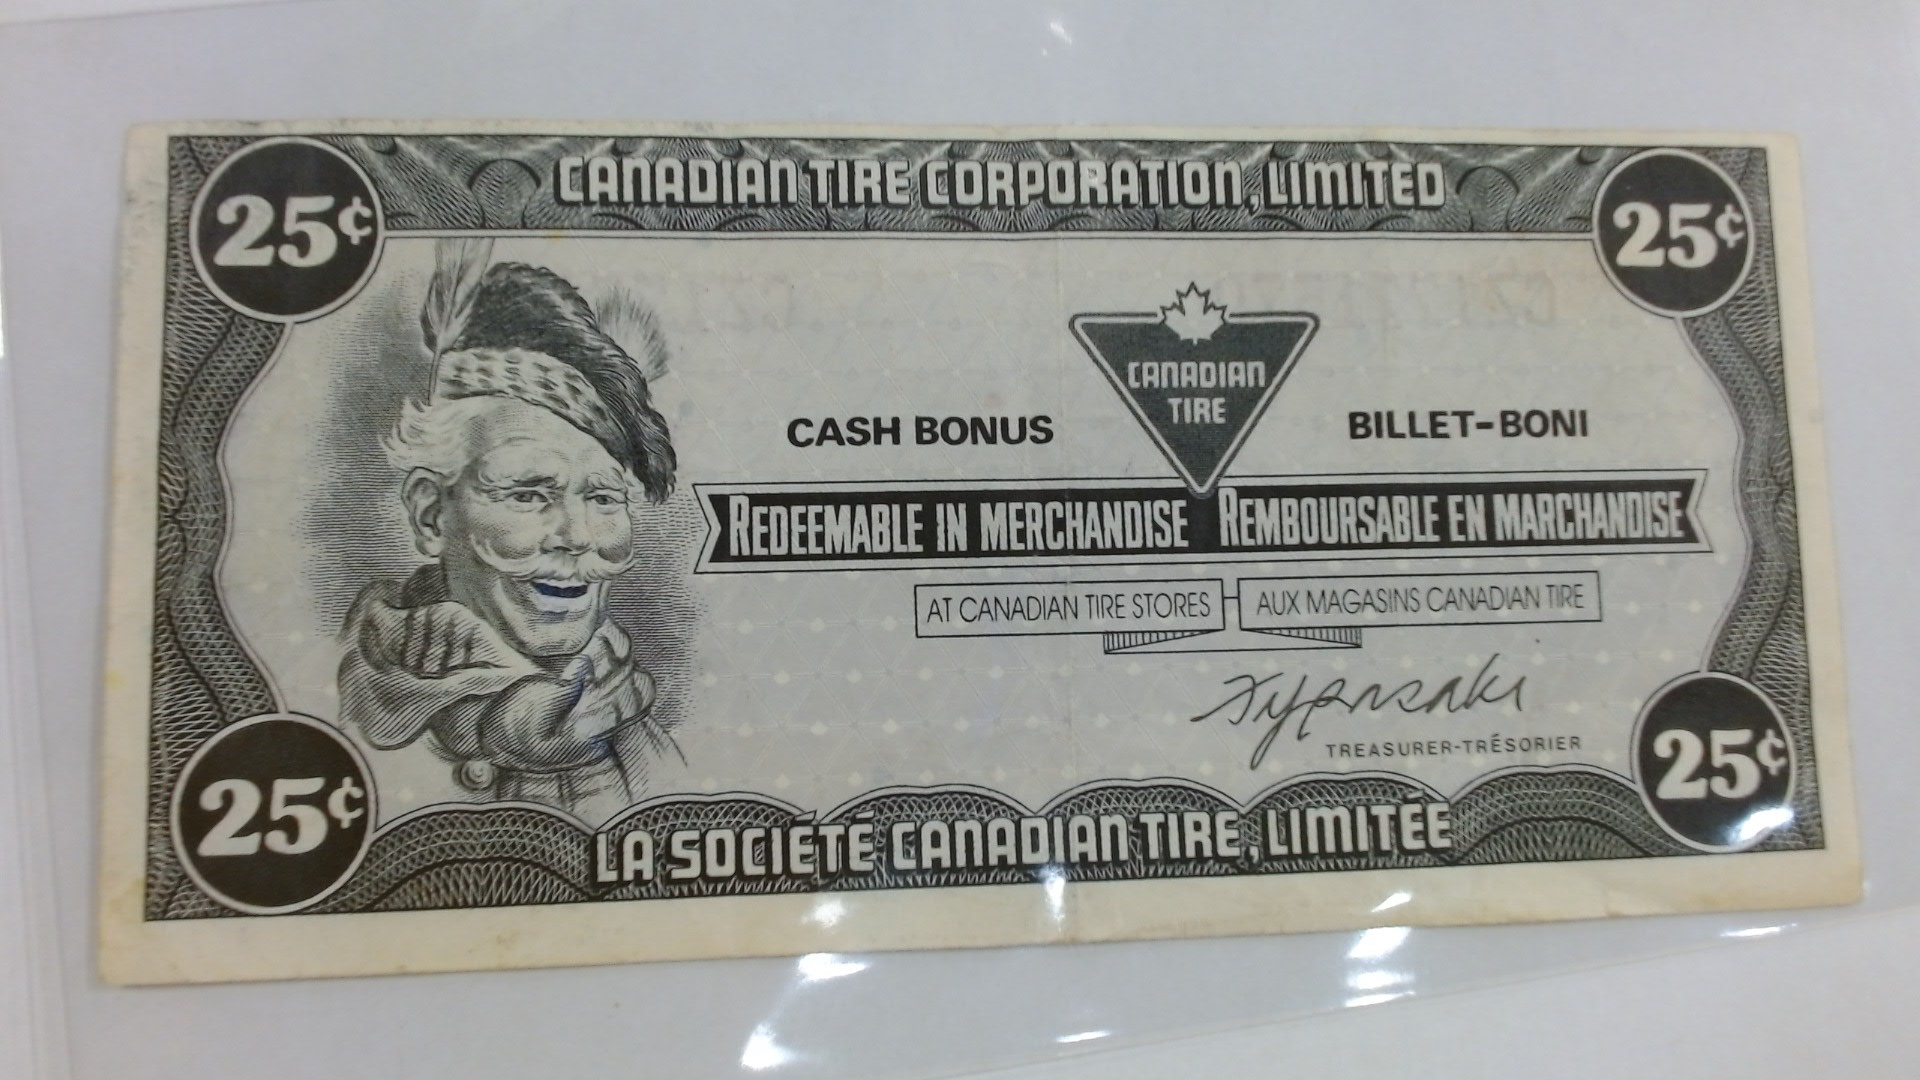 CANADIAN TIRE CORPORATION, LIMITED
25¢ 25¢
CANADIAN
TIRE
CASH BONUS BILLET-BONI
REDEEMABLE IN MERCHANDISE REMBOURSABLE EN MARCHANDISE
AT CANADIAN TIRE STORES AUX MAGASINS CANADIAN TIRE
TREASURER-TRÉSORIER
25¢ 25¢
LA SOCIÉTÉ CANADIAN TIRE, LIMITÉE